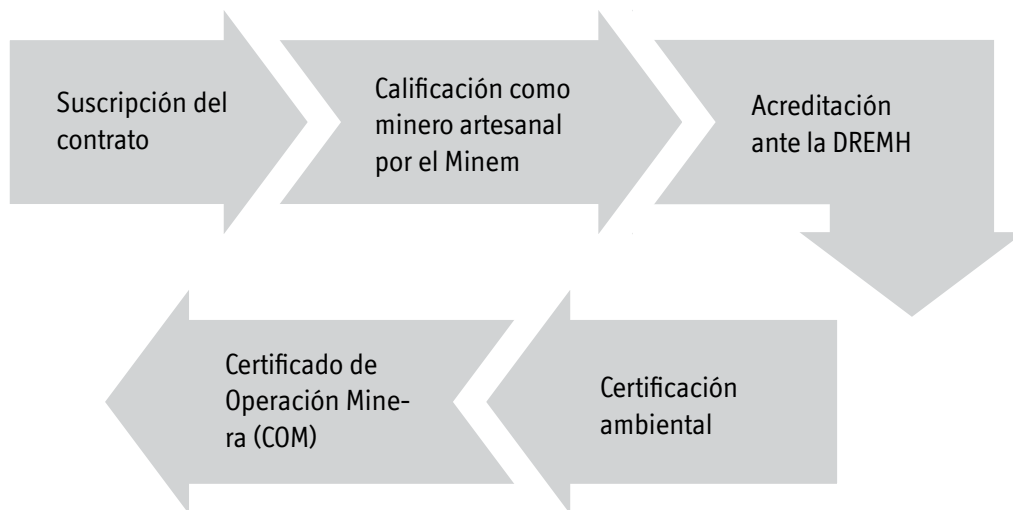 Suscripción del
contrato
Calificación como
minero artesanal
por el Minem
Acreditación
ante la DREMH
Certificación
ambiental
Certificado de
Operación Mine-
ra (COM)